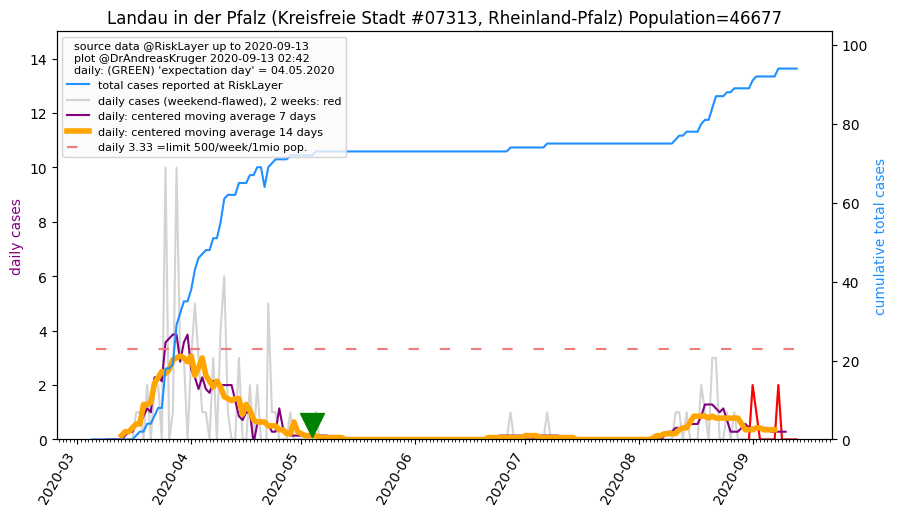 Landau in der Pfalz (Kreisfreie Stadt #07313, Rheinland-Pfalz) Population=46677
source data @RiskLayer up to 2020-09-13
plot @DrAndreasKruger 2020-09-13 02:42
daily: (GREEN) 'expectation day' = 04.05.2020
total cases reported at RiskLayer
daily cases (weekend-flawed), 2 weeks: red
daily: centered moving average 7 days
daily: centered moving average 14 days
daily 3.33 =limit 500/week/1mio pop.
daily cases
14
12
10
8
6
4
2
0
cumulative total cases
100
80
60
40
20
0
2020-03
2020-04
2020-05
2020-06
2020-07
2020-08
2020-09